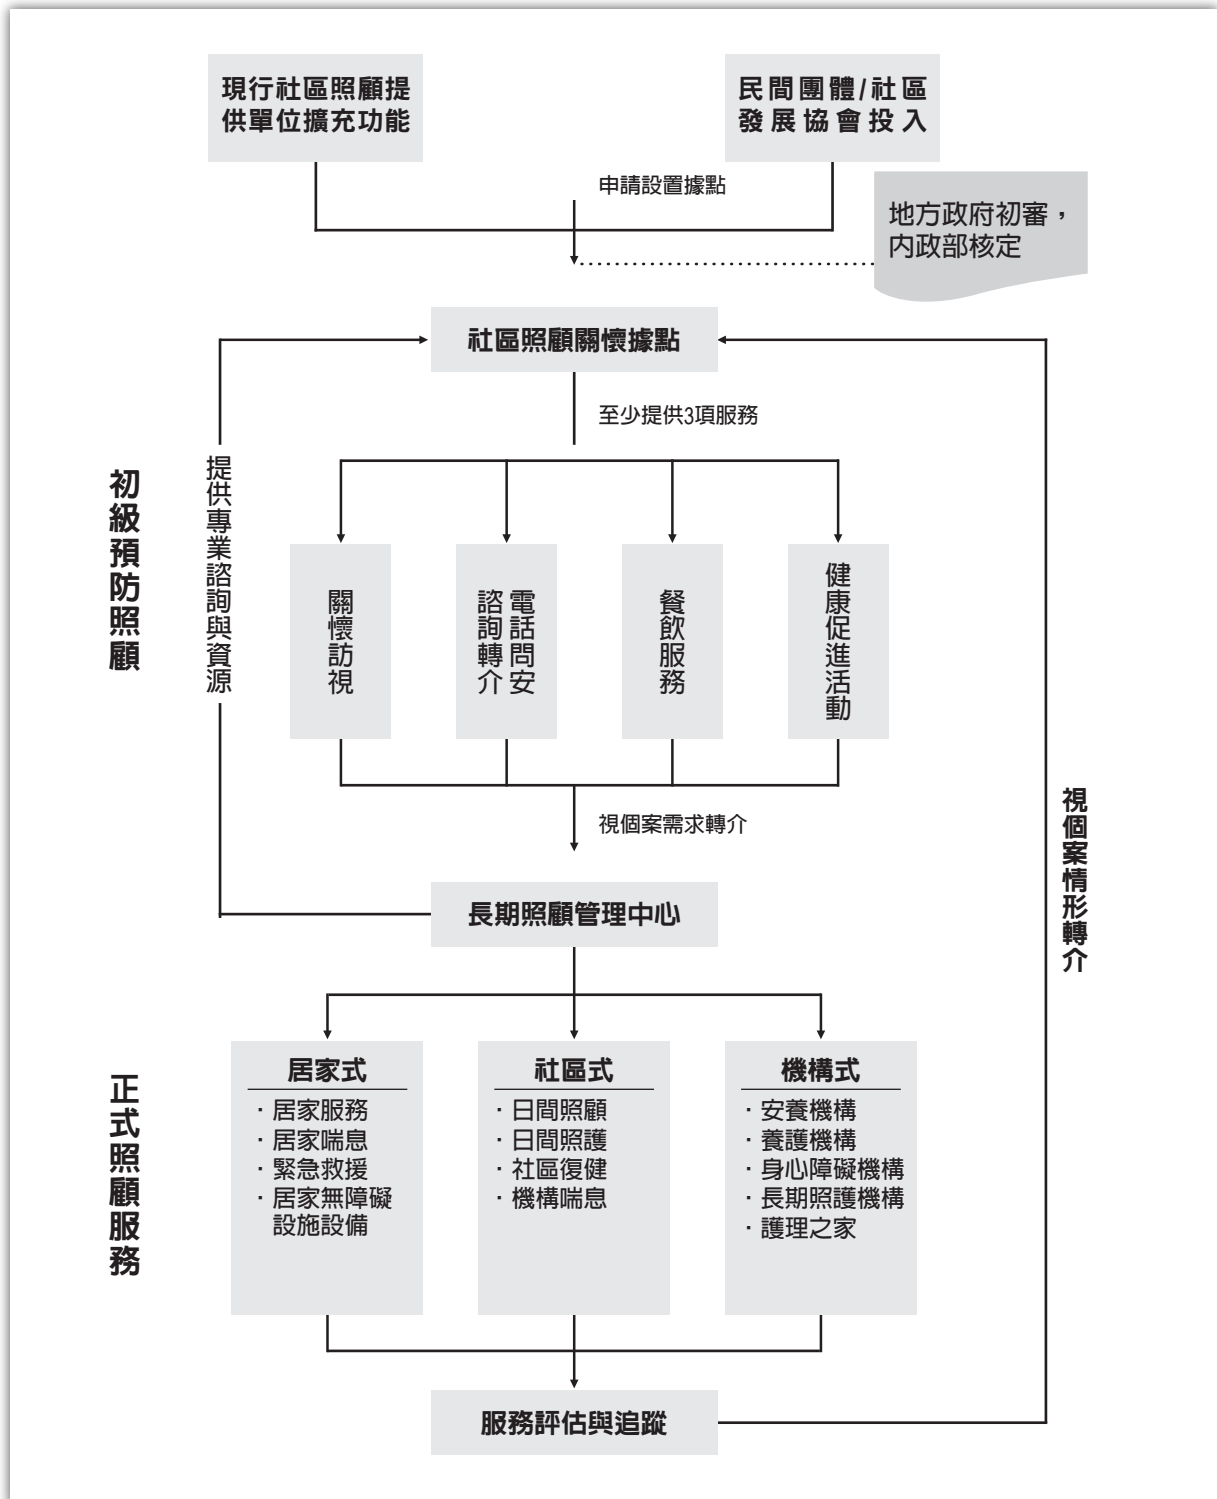 現行社區照顧提
供單位擴充功能
民間團體/社區
發展協會投入
申請設置據點
地方政府初審，
內政部核定
社區照顧關懷據點
至少提供3項服務
初級預防照顧
提供專業諮詢與資源
關懷訪視
電話問安
諮詢轉介
餐飲服務
健康促進活動
視個案需求轉介
視個案情形轉介
長期照顧管理中心
正式照顧服務
居家式
·居家服務
·居家喘息
·緊急救援
·居家無障礙
設施設備
社區式
·日間照顧
·日間照護
·社區復健
·機構喘息
機構式
·安養機構
·養護機構
·身心障礙機構
·長期照護機構
·護理之家
服務評估與追蹤